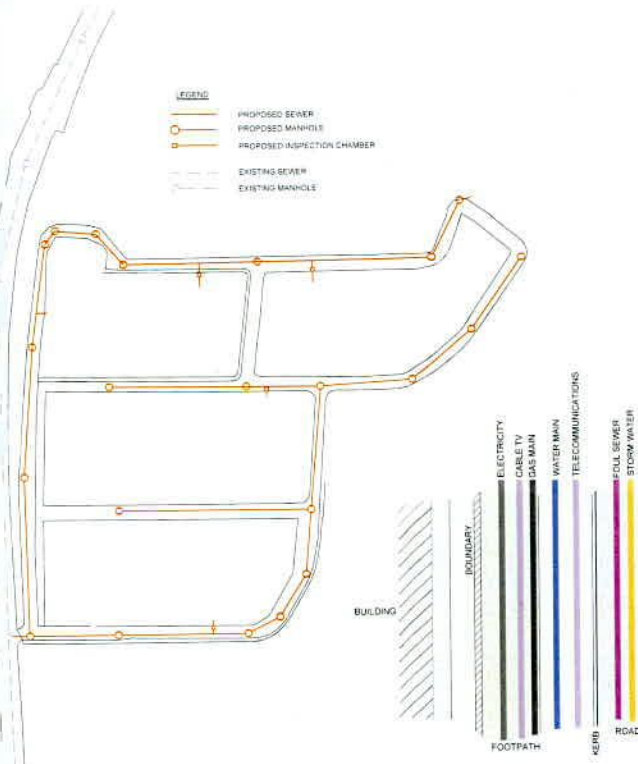 LEGEND
PROPOSED SEWER
PROPOSED MANHOLE
PROPOSED INSPECTION CHAMBER
EXISTING SEWER
EXISTING MANHOLE
BUILDING
BOUNDARY
ELECTRICITY
CABLE TV
GAS MAIN
WATER MAIN
TELECOMMUNICATIONS
FOUL SEWER
STORM WATER
FOOTPATH
KERB
ROAD